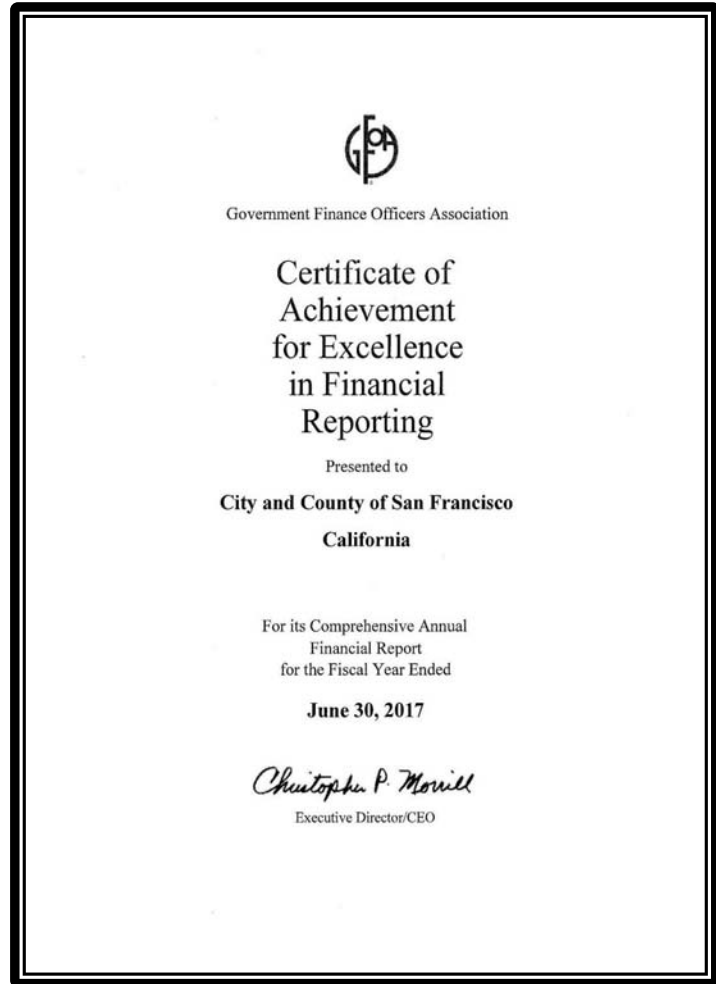 GFOA
Government Finance Officers Association
Certificate of
Achievement
for Excellence
in Financial
Reporting
Presented to
City and County of San Francisco
California
For its Comprehensive Annual
Financial Report
for the Fiscal Year Ended
June 30, 2017
Christopher P. Morrill
Executive Director/CEO